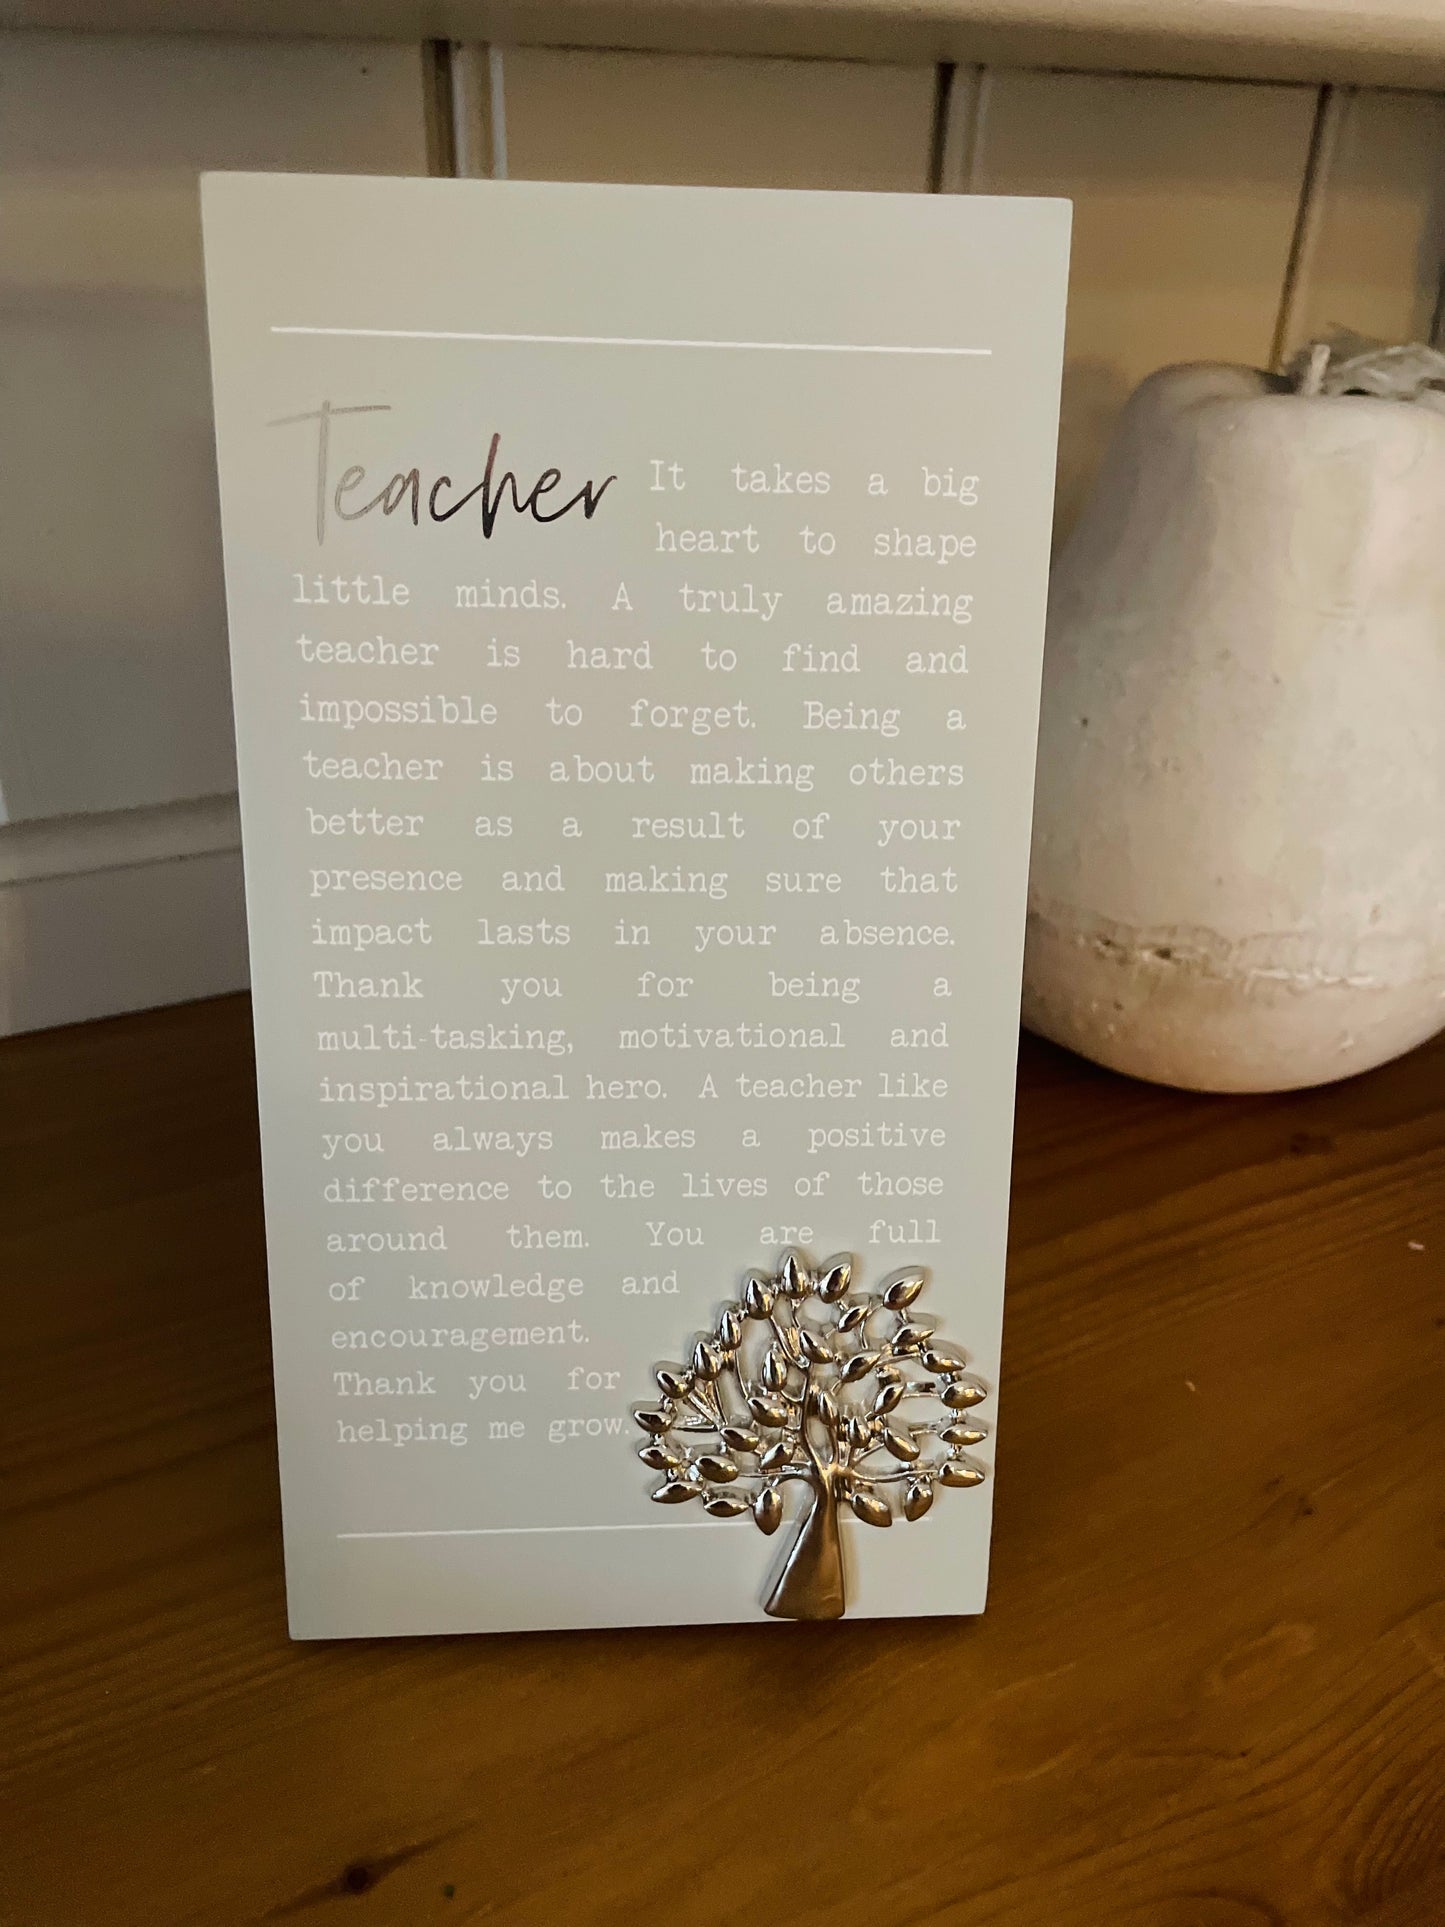 Teacher It takes a big
heart to shape
little minds. A truly amazing
teacher is hard to find and
impossible to forget. Being a
teacher is about making others
better as a result of your
presence and making sure that
impact lasts in your absence.
Thank you for being a
multi-tasking, motivational and
inspirational hero. A teacher like
you always makes a positive
difference to the lives of those
around them. You are full
of knowledge and
encouragement.
Thank you for
helping me grow.